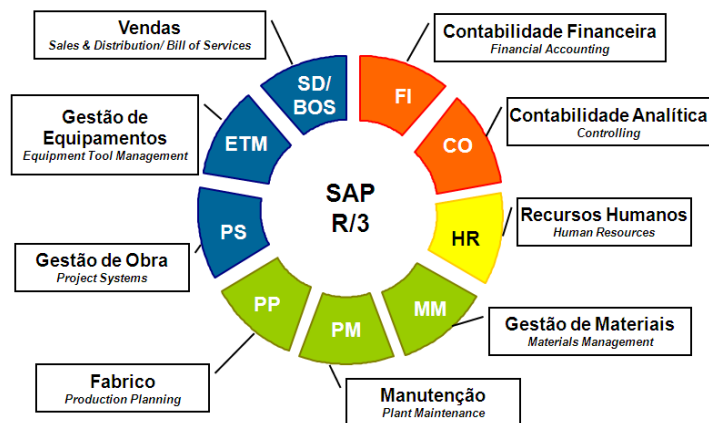 Vendas
Sales & Distribution/ Bill of Services
Contabilidade Financeira
Financial Accounting
SD/
BOS
FI
Gestão de
Equipamentos
Equipment Tool Management
ETM
CO
Contabilidade Analítica
Controlling
SAP
R/3
PS
HR
Recursos Humanos
Human Resources
Gestão de Obra
Project Systems
PP
PM
MM
Gestão de Materiais
Materials Management
Fabrico
Production Planning
Manutenção
Plant Maintenance